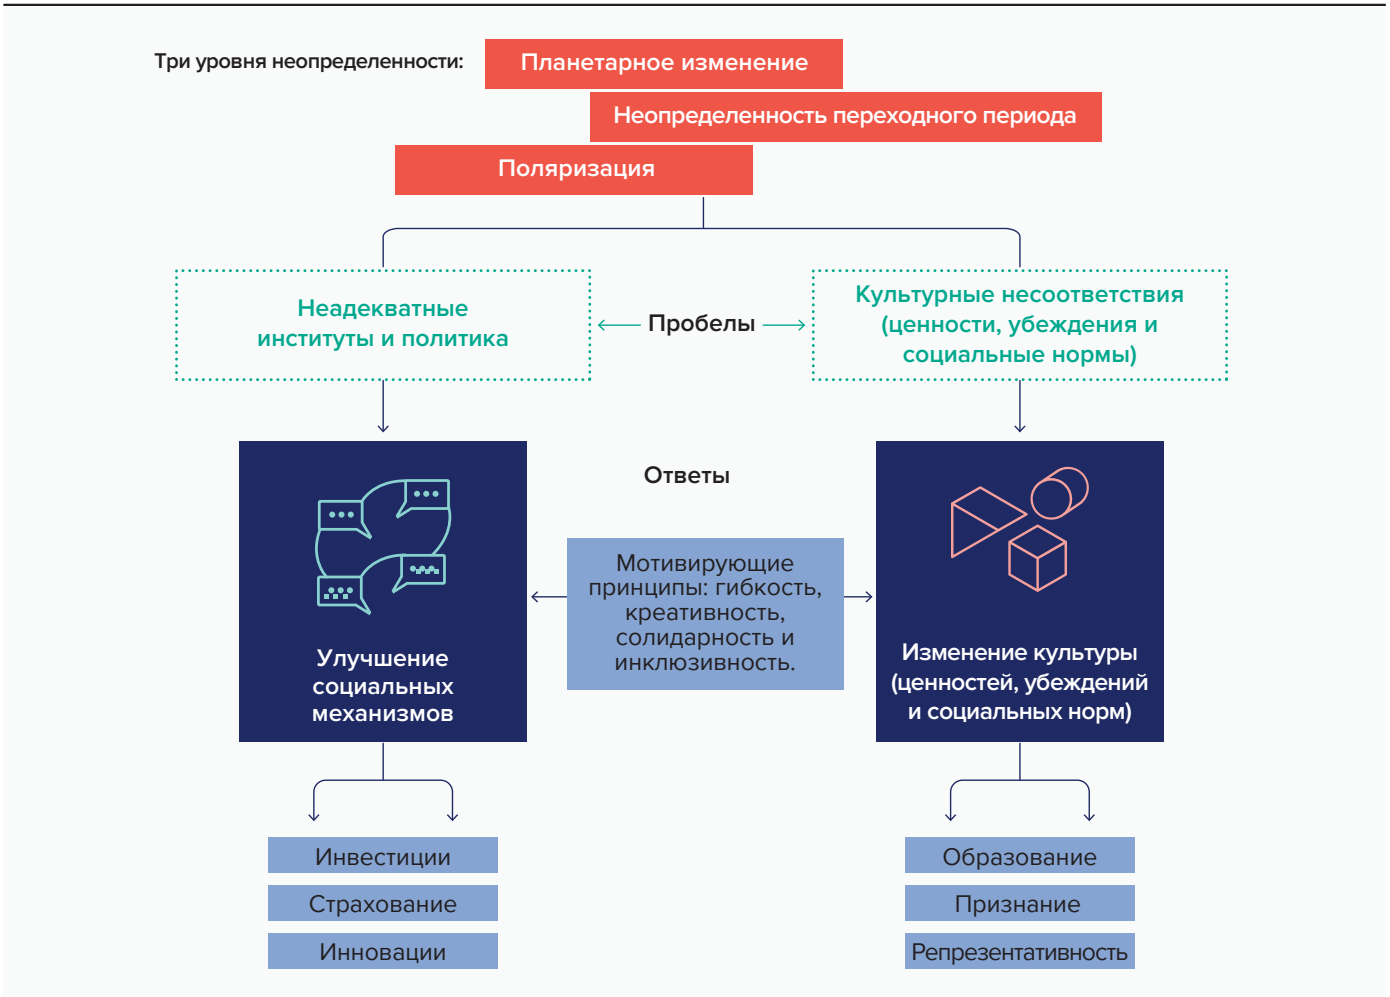 Три уровня неопределенности:
Планетарное изменение
Неопределенность переходного периода
Поляризация
Неадекватные
институты и политика
Пробелы
Культурные несоответствия
(ценности, убеждения и
социальные нормы)
Ответы
Мотивирующие
принципы: гибкость,
креативность,
солидарность и
инклюзивность.
Улучшение
социальных
механизмов
Изменение культуры
(ценностей, убеждений
и социальных норм)
Инвестиции
Страхование
Инновации
Образование
Признание
Репрезентативность